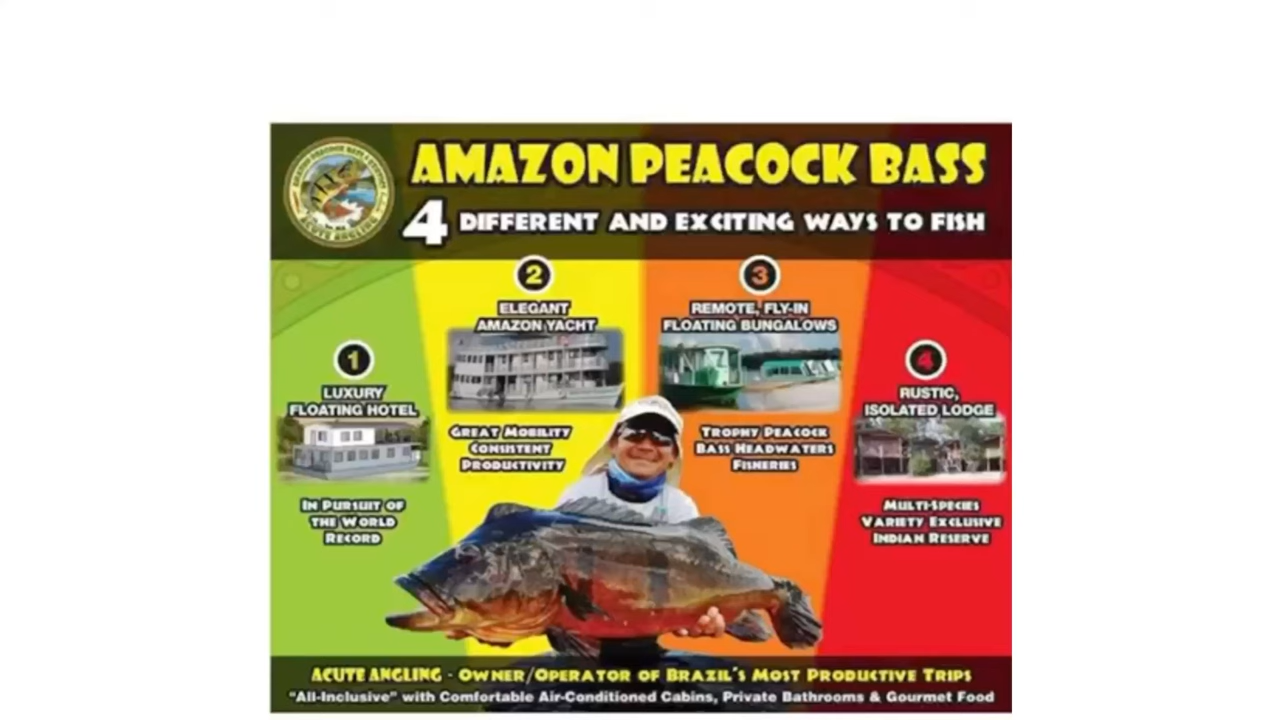 AMAZON PEACOCK BASS
4 DIFFERENT AND EXCITING WAYS TO FISH
1
LUXURY
FLOATING HOTEL
IN PURSUIT OF
THE WORLD
RECORD
2
ELEGANT
AMAZON YACHT
GREAT MOBILITY
CONSISTENT
PRODUCTIVITY
3
REMOTE, FLY-IN
FLOATING BUNGALOWS
TROPHY PEACOCK
BASS HEADWATERS
FISHERIES
4
RUSTIC,
ISOLATED LODGE
MULTI-SPECIES
VARIETY EXCLUSIVE
INDIAN RESERVE
ACUTE ANGLING
ACUTE ANGLING - OWNER/OPERATOR OF BRAZIL'S MOST PRODUCTIVE TRIPS
"All-Inclusive" with Comfortable Air-Conditioned Cabins, Private Bathrooms & Gourmet Food